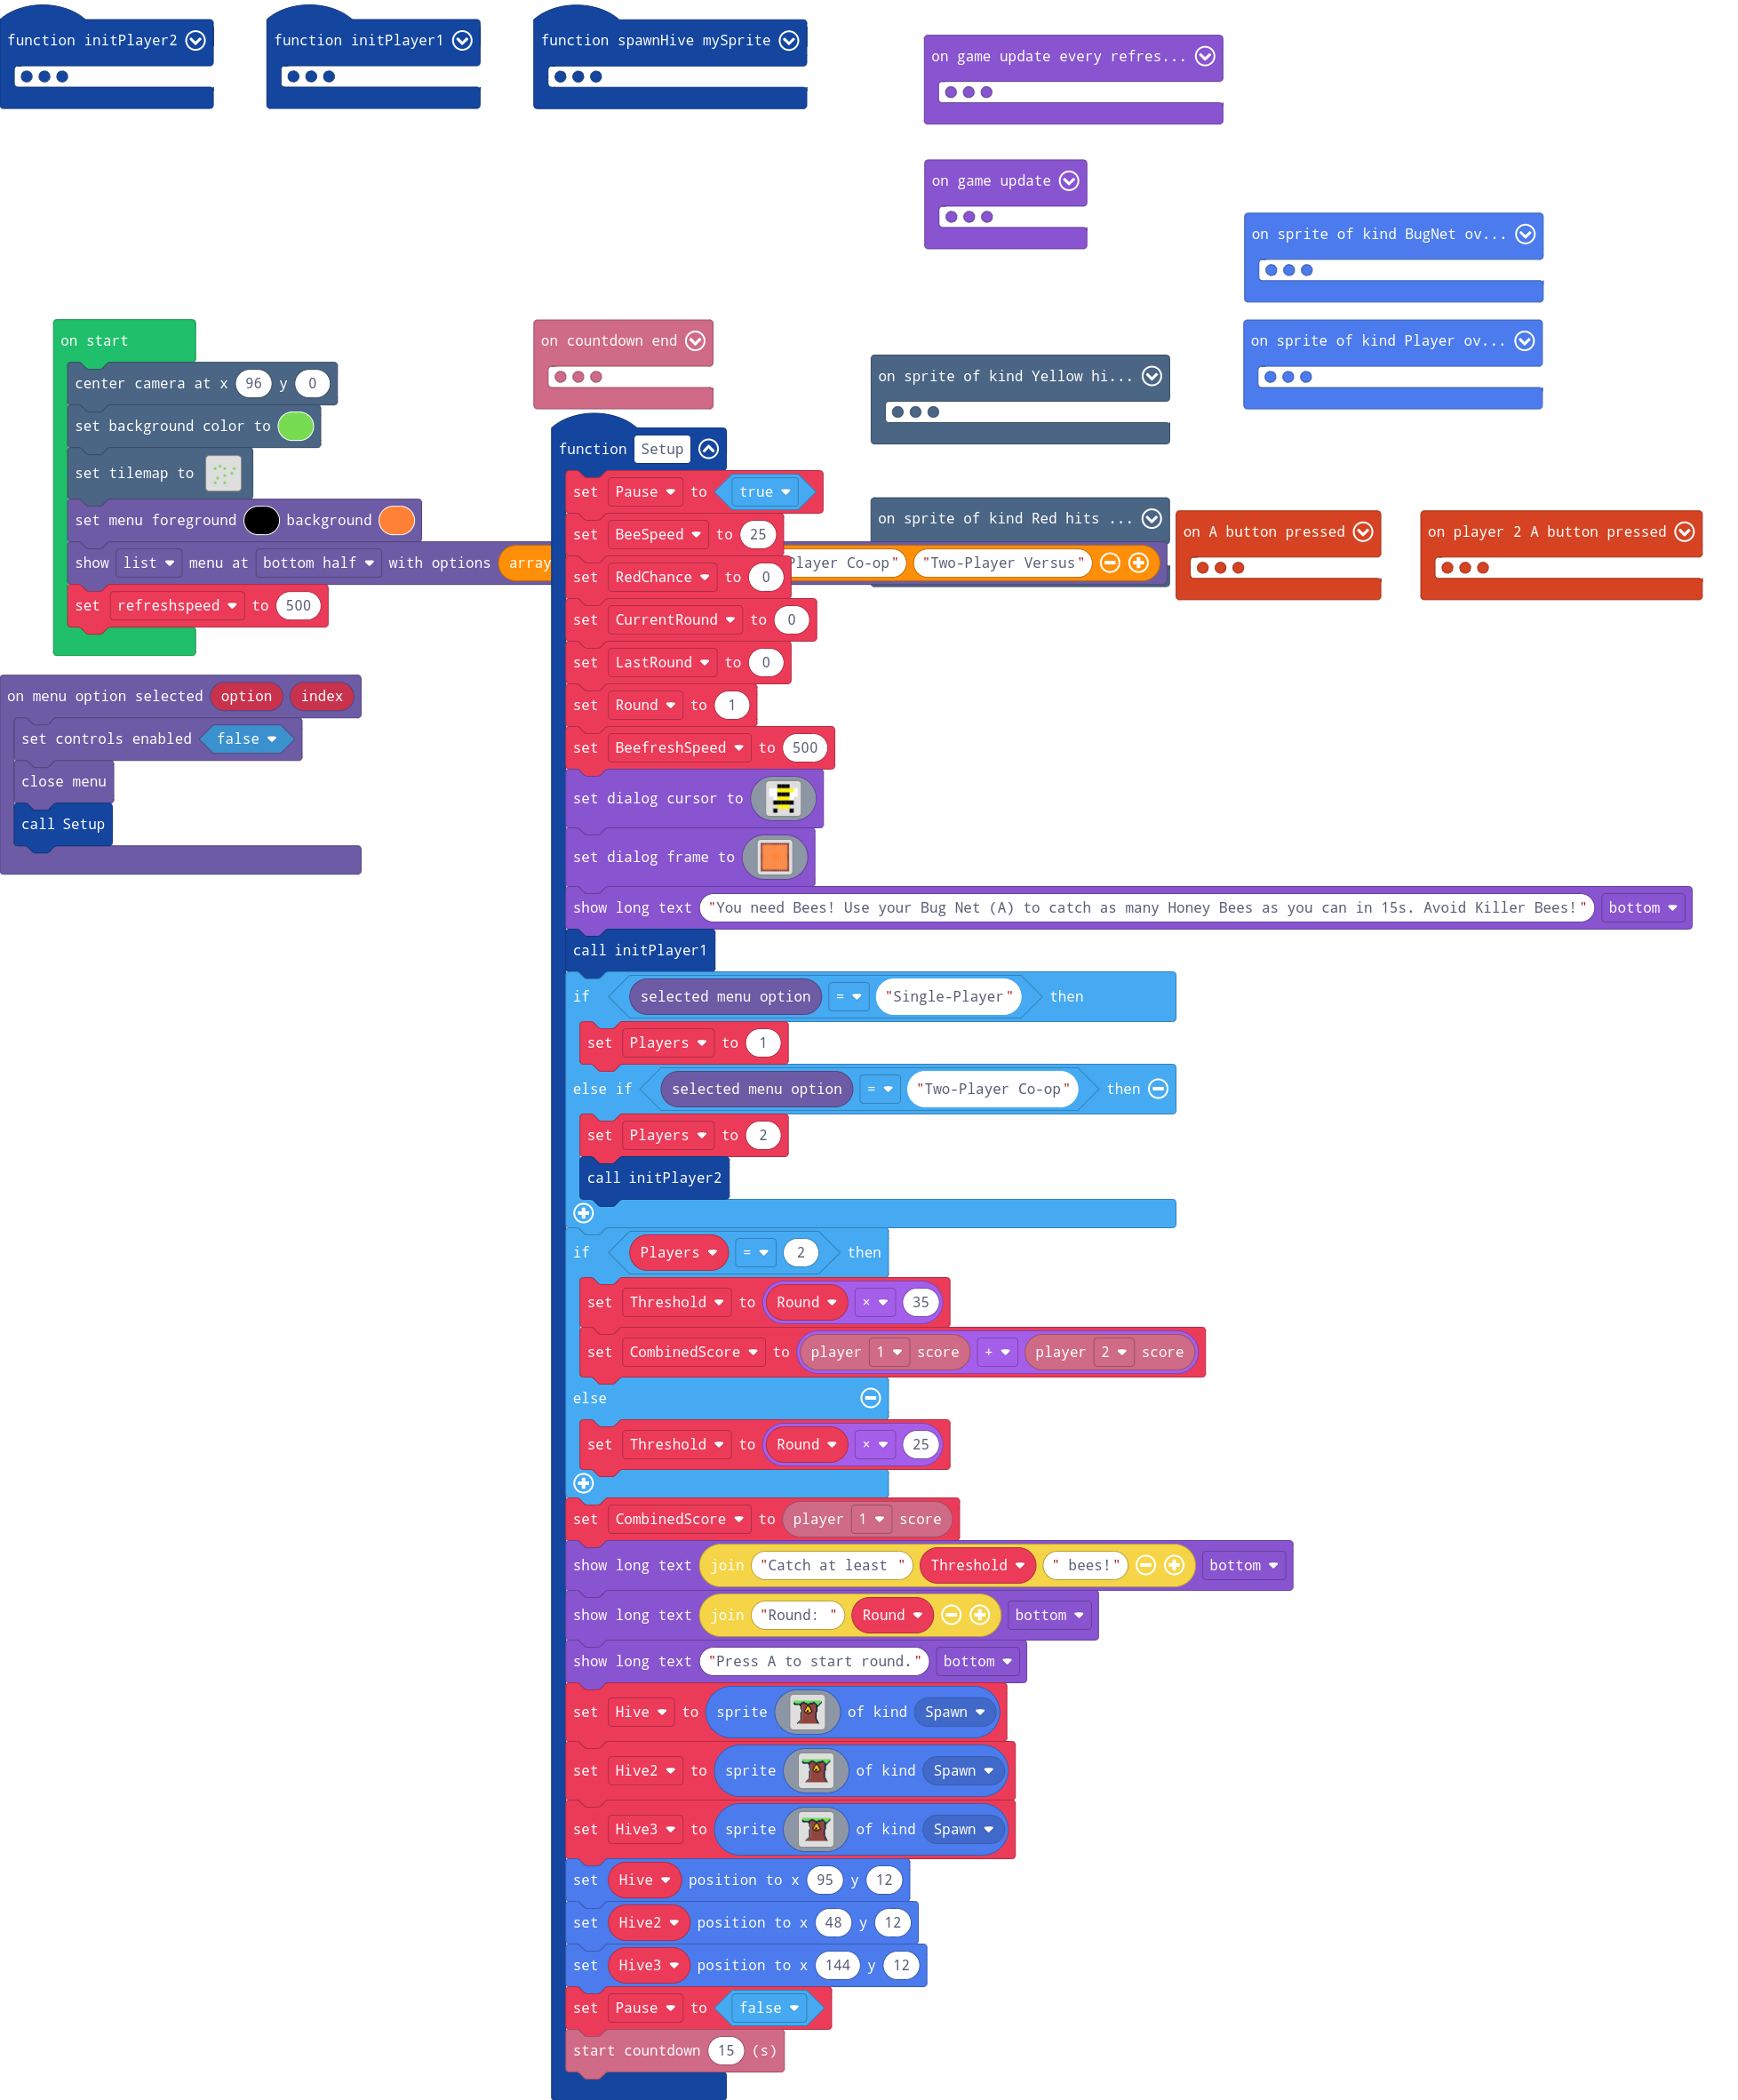 function initPlayer2
function initPlayer1
function spawnHive mySprite
on game update every refres...
on game update
on sprite of kind BugNet ov...
on start
center camera at x 96 y 0
set background color to
set tilemap to
set menu foreground background
show list menu at bottom half with options array Player Co-op" "Two-Player Versus"
set refreshspeed to 500
on countdown end
on sprite of kind Yellow hi...
on sprite of kind Player ov...
on sprite of kind Red hits ...
on A button pressed
on player 2 A button pressed
on menu option selected option index
set controls enabled false
close menu
call Setup
function Setup
set Pause to true
set BeeSpeed to 25
set RedChance to 0
set CurrentRound to 0
set LastRound to 0
set Round to 1
set BeefreshSpeed to 500
set dialog cursor to
set dialog frame to
show long text "You need Bees! Use your Bug Net (A) to catch as many Honey Bees as you can in 15s. Avoid Killer Bees!" bottom
call initPlayer1
if selected menu option = "Single-Player" then
set Players to 1
else if selected menu option = "Two-Player Co-op" then
set Players to 2
call initPlayer2
if Players = 2 then
set Threshold to Round × 35
set CombinedScore to player 1 score + player 2 score
else
set Threshold to Round × 25
set CombinedScore to player 1 score
show long text join "Catch at least " Threshold " bees!" bottom
show long text join "Round: " Round bottom
show long text "Press A to start round." bottom
set Hive to sprite of kind Spawn
set Hive2 to sprite of kind Spawn
set Hive3 to sprite of kind Spawn
set Hive position to x 95 y 12
set Hive2 position to x 48 y 12
set Hive3 position to x 144 y 12
set Pause to false
start countdown 15 (s)